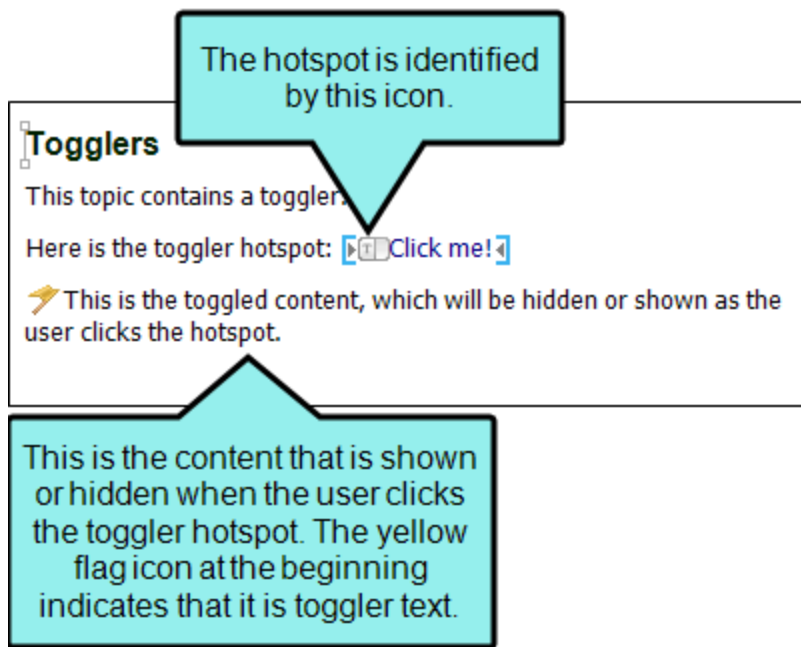 The hotspot is identified
by this icon.
Togglers
This topic contains a toggler.
Here is the toggler hotspot: T Click me!
This is the toggled content, which will be hidden or shown as the
user clicks the hotspot.
This is the content that is shown
or hidden when the user clicks
the toggler hotspot. The yellow
flag icon at the beginning
indicates that it is toggler text.